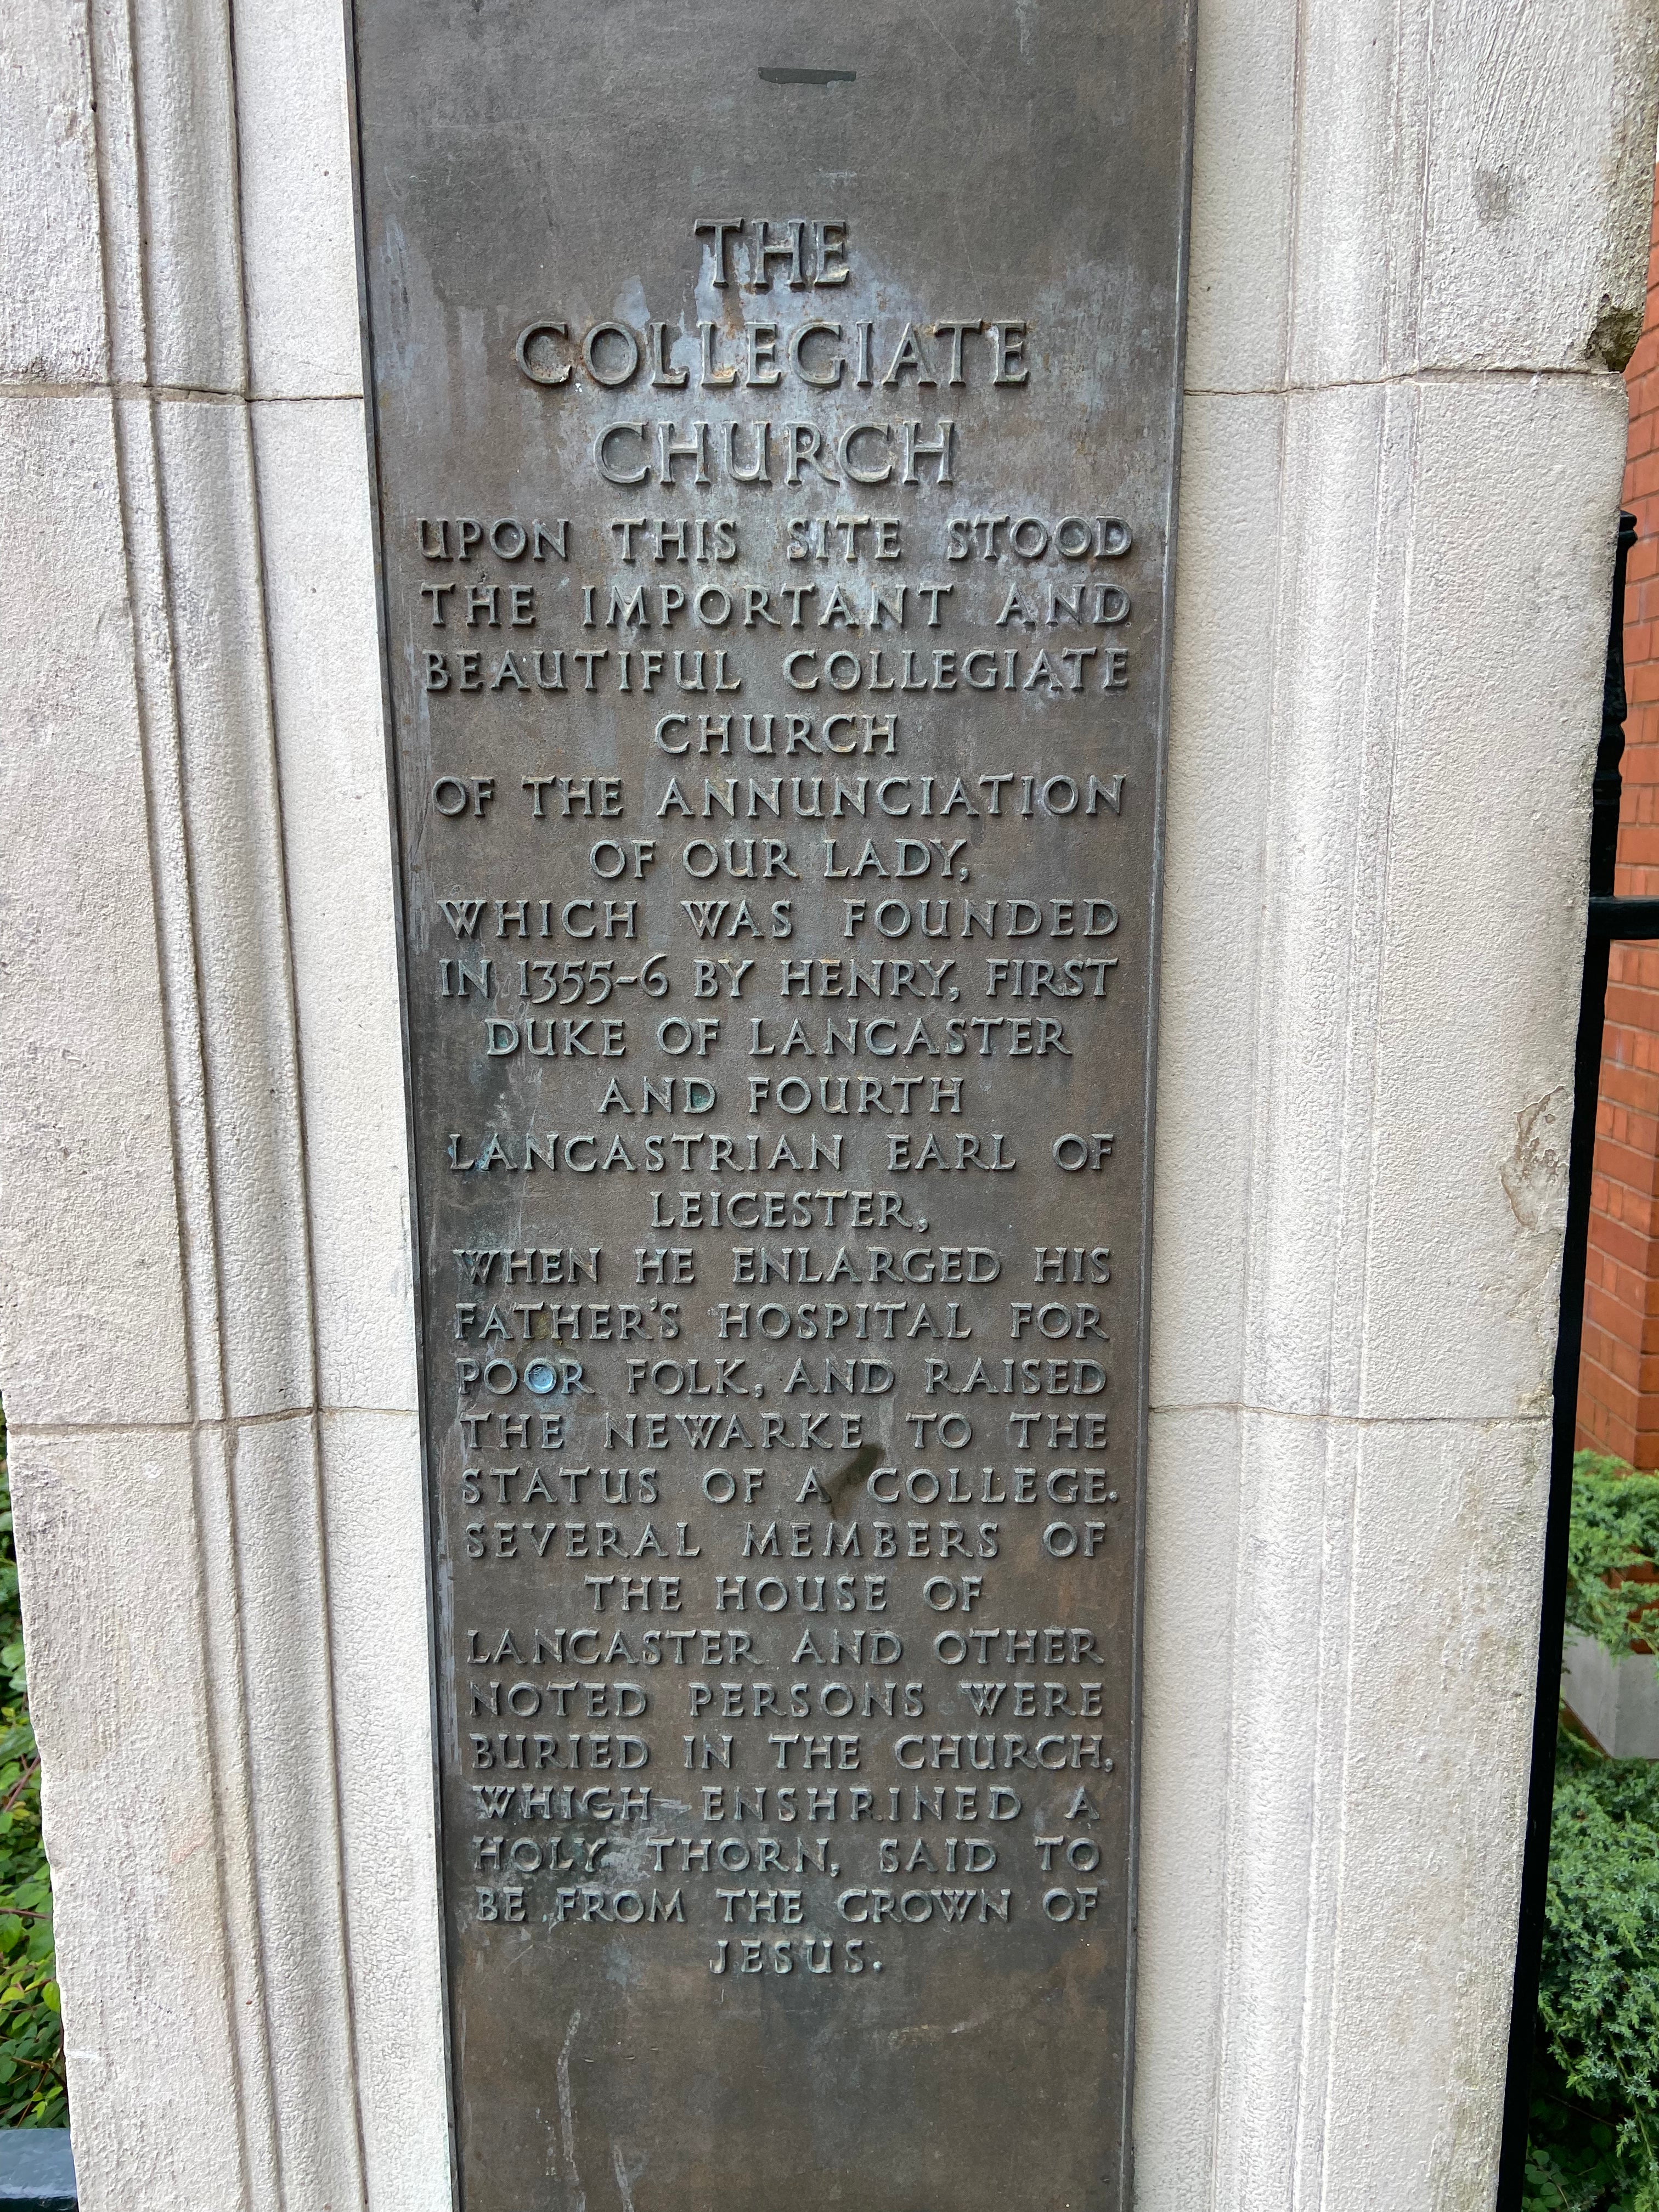 THE
COLLEGIATE
CHURCH
UPON THIS SITE STOOD
THE IMPORTANT AND
BEAUTIFUL COLLEGIATE
CHURCH
OF THE ANNUNCIATION
OF OUR LADY,
WHICH WAS FOUNDED
IN 1355-6 BY HENRY, FIRST
DUKE OF LANCASTER
AND FOURTH
LANCASTRIAN EARL OF
LEICESTER,
WHEN HE ENLARGED HIS
FATHER'S HOSPITAL FOR
POOR FOLK, AND RAISED
THE NEWARKE TO THE
STATUS OF A COLLEGE.
SEVERAL MEMBERS OF
THE HOUSE OF
LANCASTER AND OTHER
NOTED PERSONS WERE
BURIED IN THE CHURCH,
WHICH ENSHRINED A
HOLY THORN, SAID TO
BE FROM THE CROWN OF
JESUS.